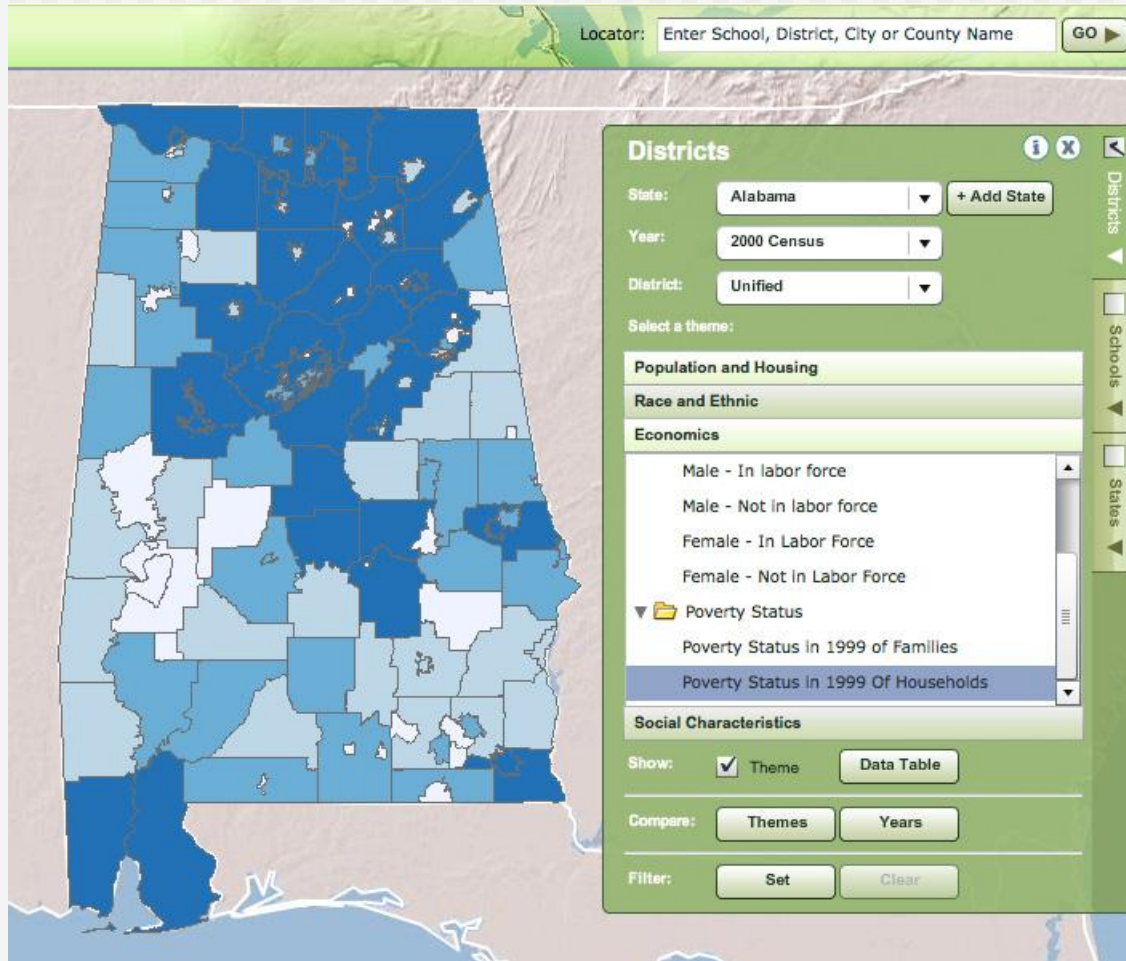 Locator: Enter School, District, City or County Name GO
Districts
State: Alabama + Add State
Year: 2000 Census
District: Unified
Select a theme:
Population and Housing
Race and Ethnic
Economics
Male - In labor force
Male - Not in labor force
Female - In Labor Force
Female - Not in Labor Force
Poverty Status
Poverty Status in 1999 of Families
Poverty Status in 1999 Of Households
Social Characteristics
Show: Theme Data Table
Compare: Themes Years
Filter: Set Clear
Districts
Schools
States